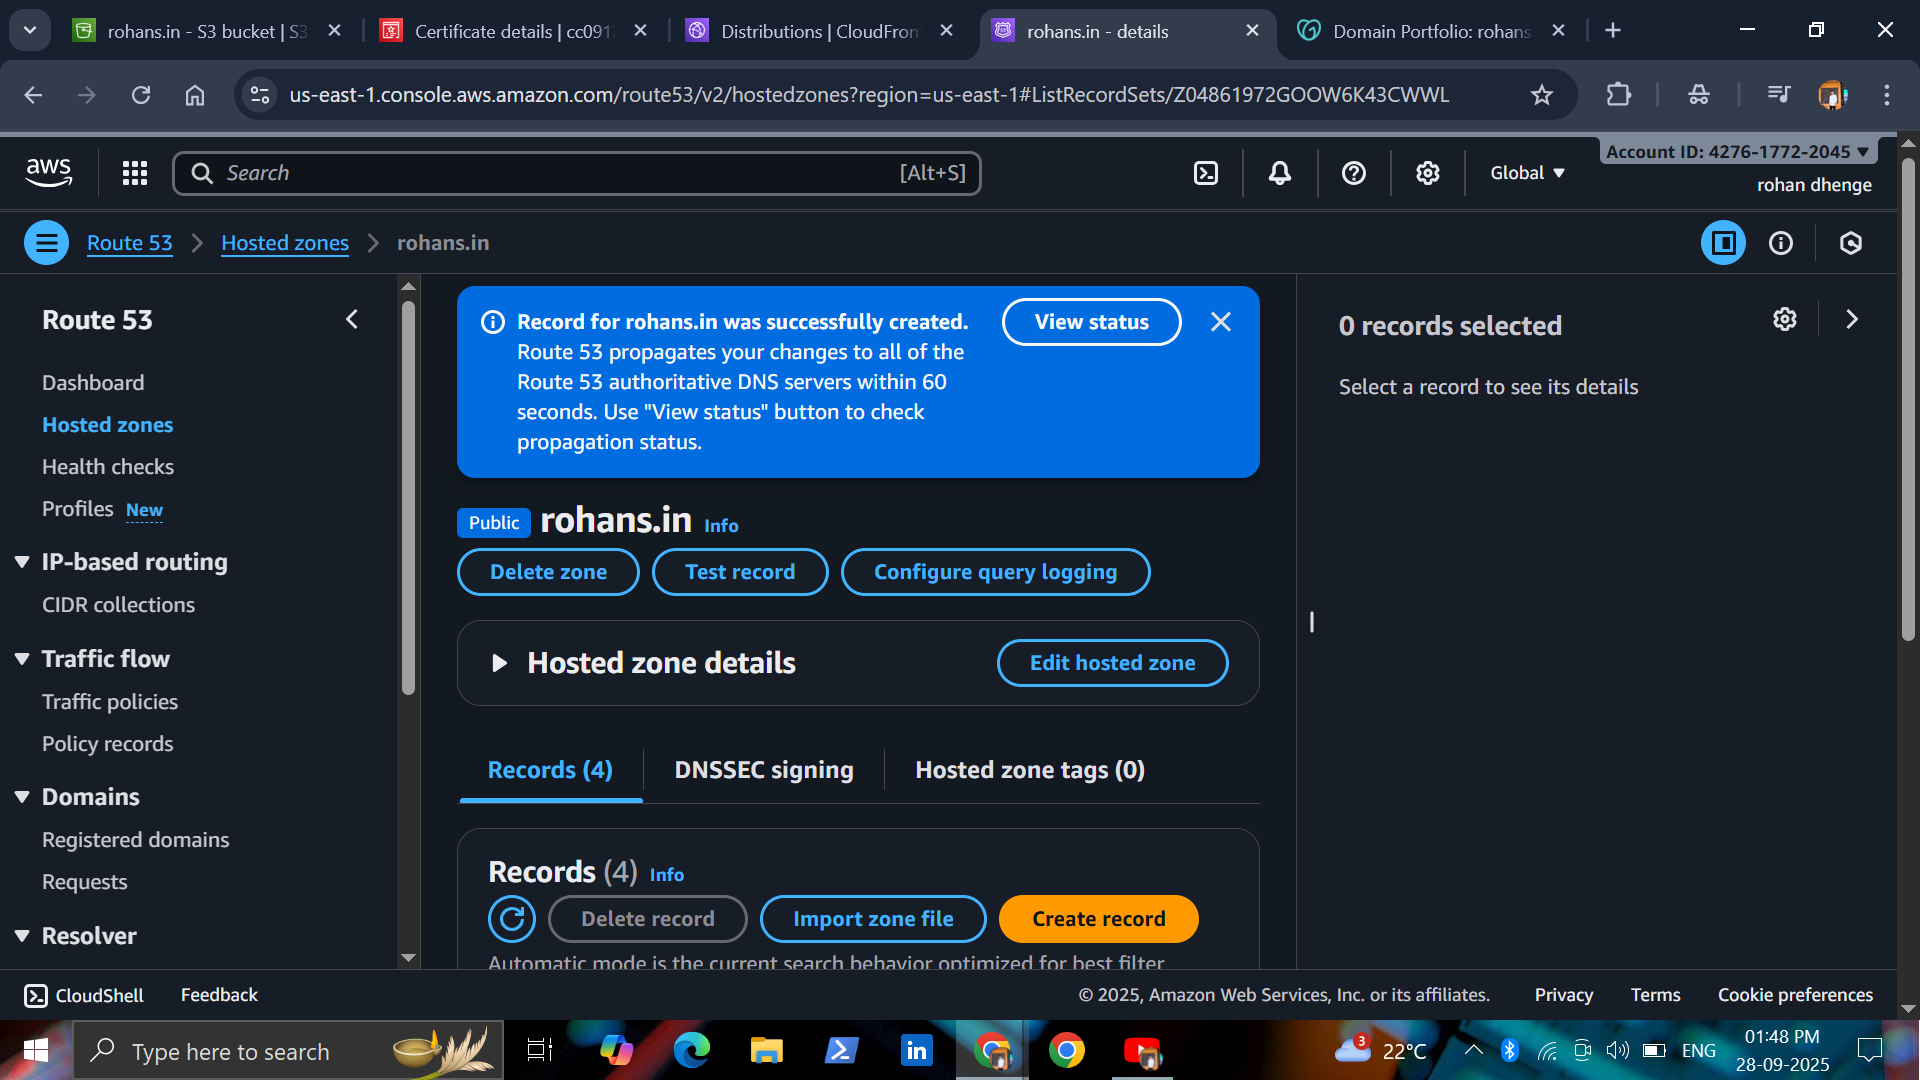 rohans.in - S3 bucket | S3
Certificate details | cc091
Distributions | CloudFron
rohans.in - details
Domain Portfolio: rohans
us-east-1.console.aws.amazon.com/route53/v2/hostedzones?region=us-east-1#ListRecordSets/Z04861972GOOW6K43CWWL
aws
Search
[Alt+S]
Global
Account ID: 4276-1772-2045
rohan dhenge
Route 53
Hosted zones
rohans.in
Route 53
Dashboard
Hosted zones
Health checks
Profiles New
IP-based routing
CIDR collections
Traffic flow
Traffic policies
Policy records
Domains
Registered domains
Requests
Resolver
Record for rohans.in was successfully created.
Route 53 propagates your changes to all of the
Route 53 authoritative DNS servers within 60
seconds. Use "View status" button to check
propagation status.
View status
Public rohans.in Info
Delete zone
Test record
Configure query logging
Hosted zone details
Edit hosted zone
Records (4)
DNSSEC signing
Hosted zone tags (0)
Records (4) Info
Delete record
Import zone file
Create record
Automatic mode is the current search behavior optimized for best filter
0 records selected
Select a record to see its details
CloudShell
Feedback
© 2025, Amazon Web Services, Inc. or its affiliates.
Privacy
Terms
Cookie preferences
Type here to search
in
3
22°C
ENG
01:48 PM
28-09-2025